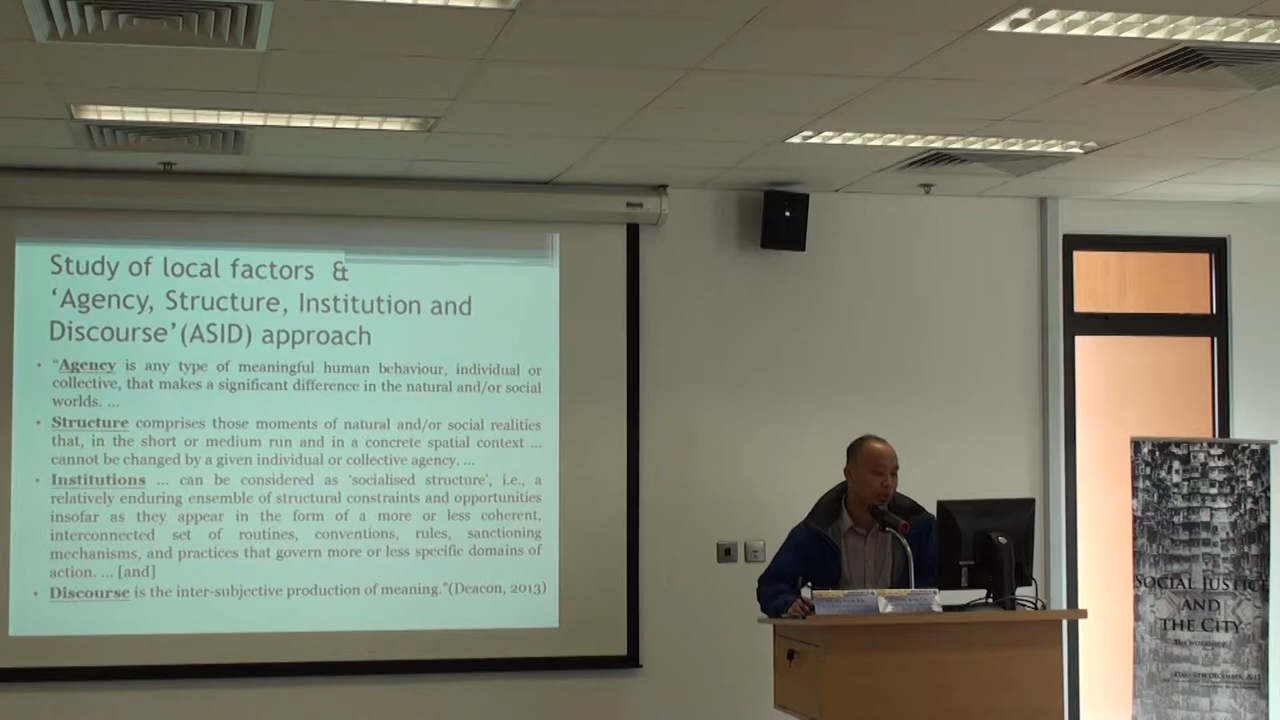 Study of local factors &
‘Agency, Structure, Institution and
Discourse’(ASID) approach
• “Agency is any type of meaningful human behaviour, individual or
collective, that makes a significant difference in the natural and/or social
worlds. ...
• Structure comprises those moments of natural and/or social realities
that, in the short or medium run and in a concrete spatial context ...
cannot be changed by a given individual or collective agency. ...
• Institutions ... can be considered as ‘socialised structure’, i.e., a
relatively enduring ensemble of structural constraints and opportunities
insofar as they appear in the form of a more or less coherent,
interconnected set of routines, conventions, rules, sanctioning
mechanisms, and practices that govern more or less specific domains of
action. ... [and]
• Discourse is the inter-subjective production of meaning.”(Deacon, 2013)
SOCIAL JUSTICE
AND
THE CITY